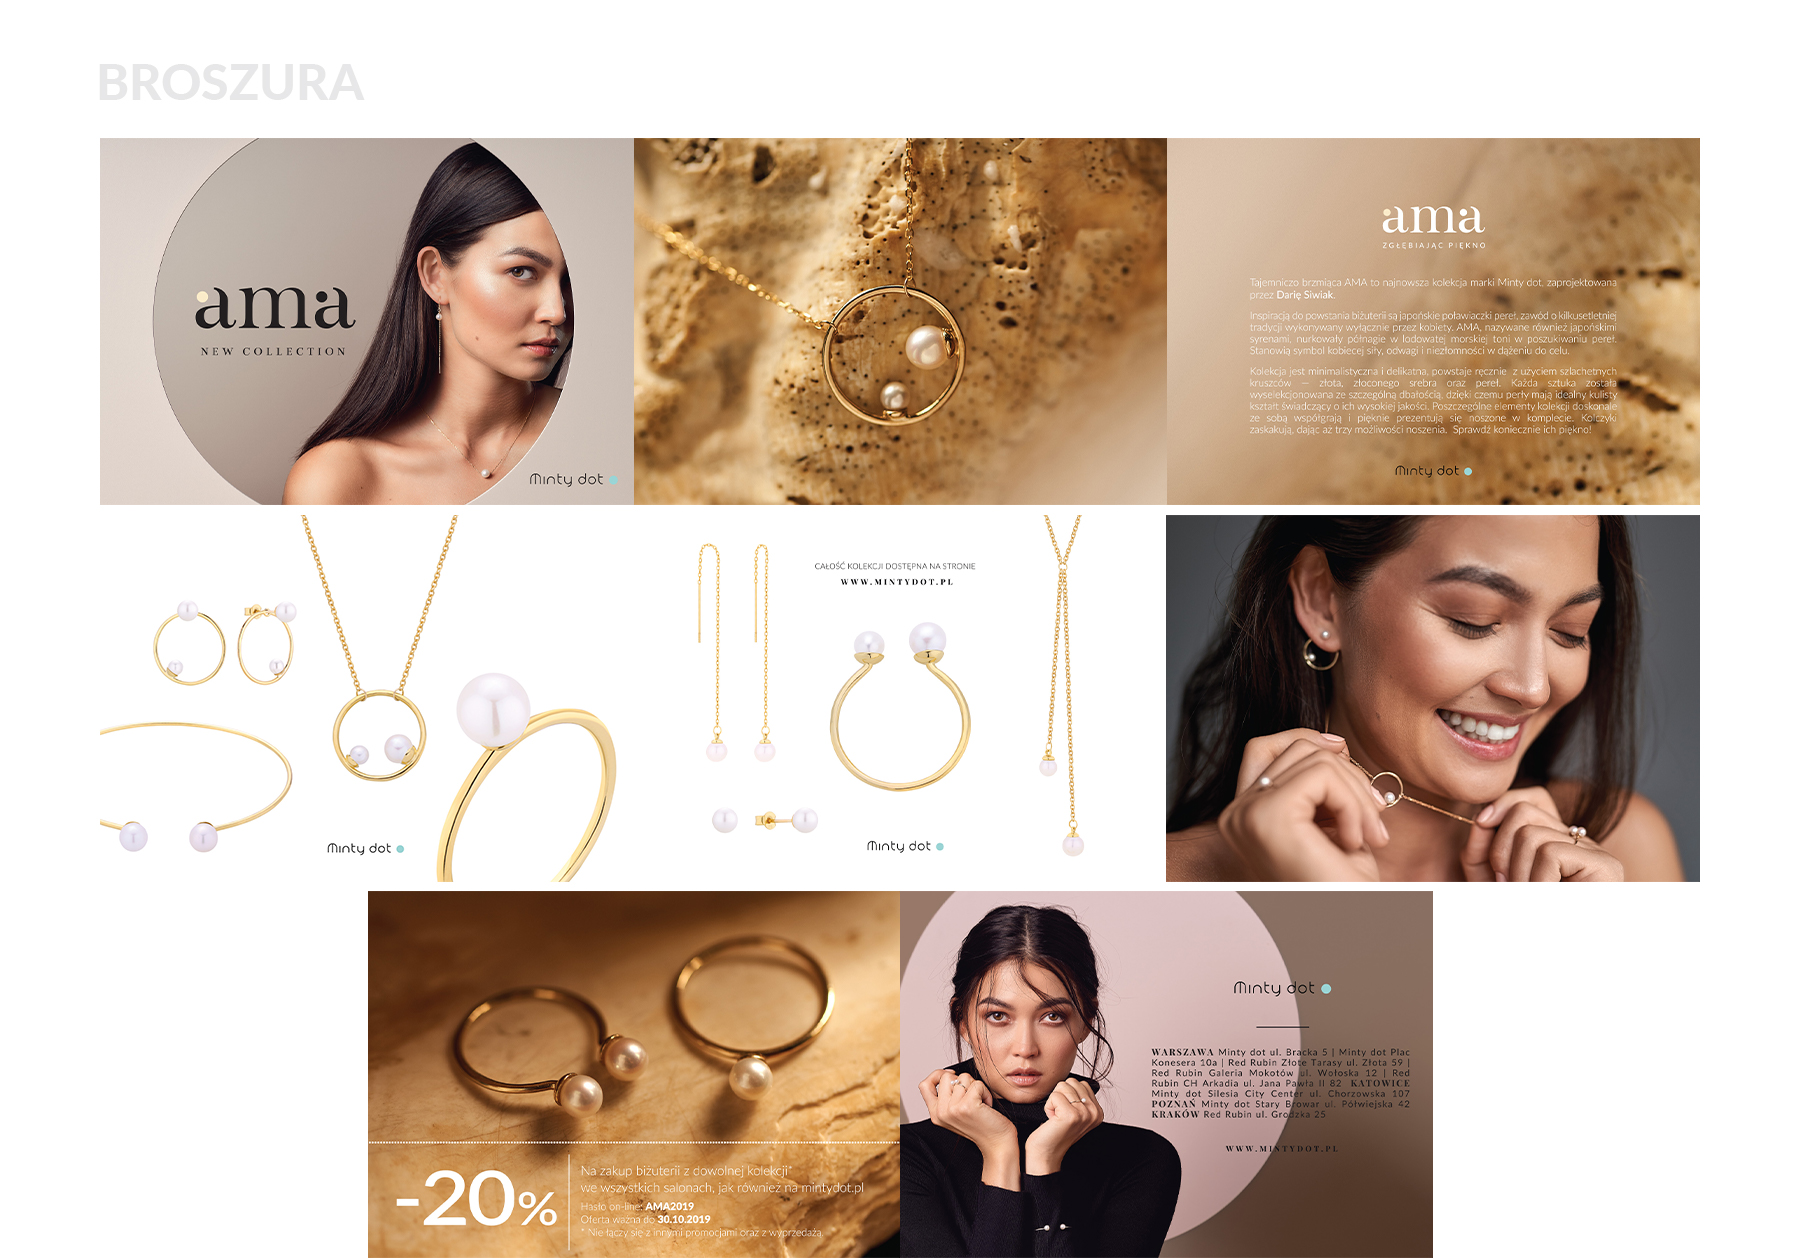 BROSZURA
ama
NEW COLLECTION
Minty dot
ama
ZGŁĘBIAJĄC PIĘKNO
Tajemniczo brzmiąca AMA to najnowsza kolekcja marki Minty dot, zaprojektowana
przez Darię Siwiak.
Inspiracją do powstania biżuterii są japońskie poławiaczki pereł, zawód o kilkusetletniej
tradycji wykonywany wyłącznie przez kobiety. AMA, nazywane również japońskimi
syrenami, nurkowały półnagie w lodowatej morskiej toni w poszukiwaniu pereł.
Stanowią symbol kobiecej siły, odwagi i niezłomności w dążeniu do celu.
Kolekcja jest minimalistyczna i delikatna, powstaje ręcznie z użyciem szlachetnych
kruszców — złota, złoconego srebra oraz pereł. Każda sztuka została
wyselekcjonowana ze szczególną dbałością, dzięki czemu perły mają idealny kulisty
kształt świadczący o ich wysokiej jakości. Poszczególne elementy kolekcji doskonale
ze sobą współgrają i pięknie prezentują się noszone w komplecie. Kolczyki
zaskakują, dając aż trzy możliwości noszenia. Sprawdź koniecznie ich piękno!
Minty dot
Minty dot
CAŁOŚĆ KOLEKCJI DOSTĘPNA NA STRONIE
WWW.MINTYDOT.PL
Minty dot
-20%
Na zakup biżuterii z dowolnej kolekcji*
we wszystkich salonach, jak również na mintydot.pl
Hasło on-line: AMA2019
Oferta ważna do 30.10.2019
* Nie łączy się z innymi promocjami oraz z wyprzedażą.
Minty dot
WARSZAWA Minty dot ul. Bracka 5 | Minty dot Plac
Konesera 10a | Red Rubin Złote Tarasy ul. Złota 59 |
Red Rubin Galeria Mokotów ul. Wołoska 12 | Red
Rubin CH Arkadia ul. Jana Pawła II 82 KATOWICE
Minty dot Silesia City Center ul. Chorzowska 107
POZNAŃ Minty dot Stary Browar ul. Półwiejska 42
KRAKÓW Red Rubin ul. Grodzka 25
WWW.MINTYDOT.PL